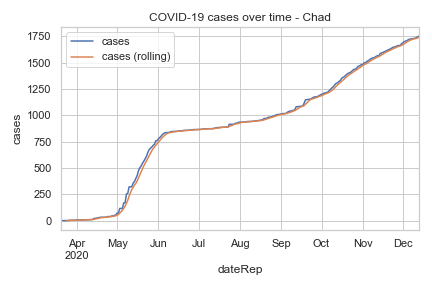 COVID-19 cases over time - Chad
cases
cases (rolling)
1750
1500
1250
1000
750
500
250
0
cases
Apr
2020
May
Jun
Jul
Aug
Sep
Oct
Nov
Dec
dateRep